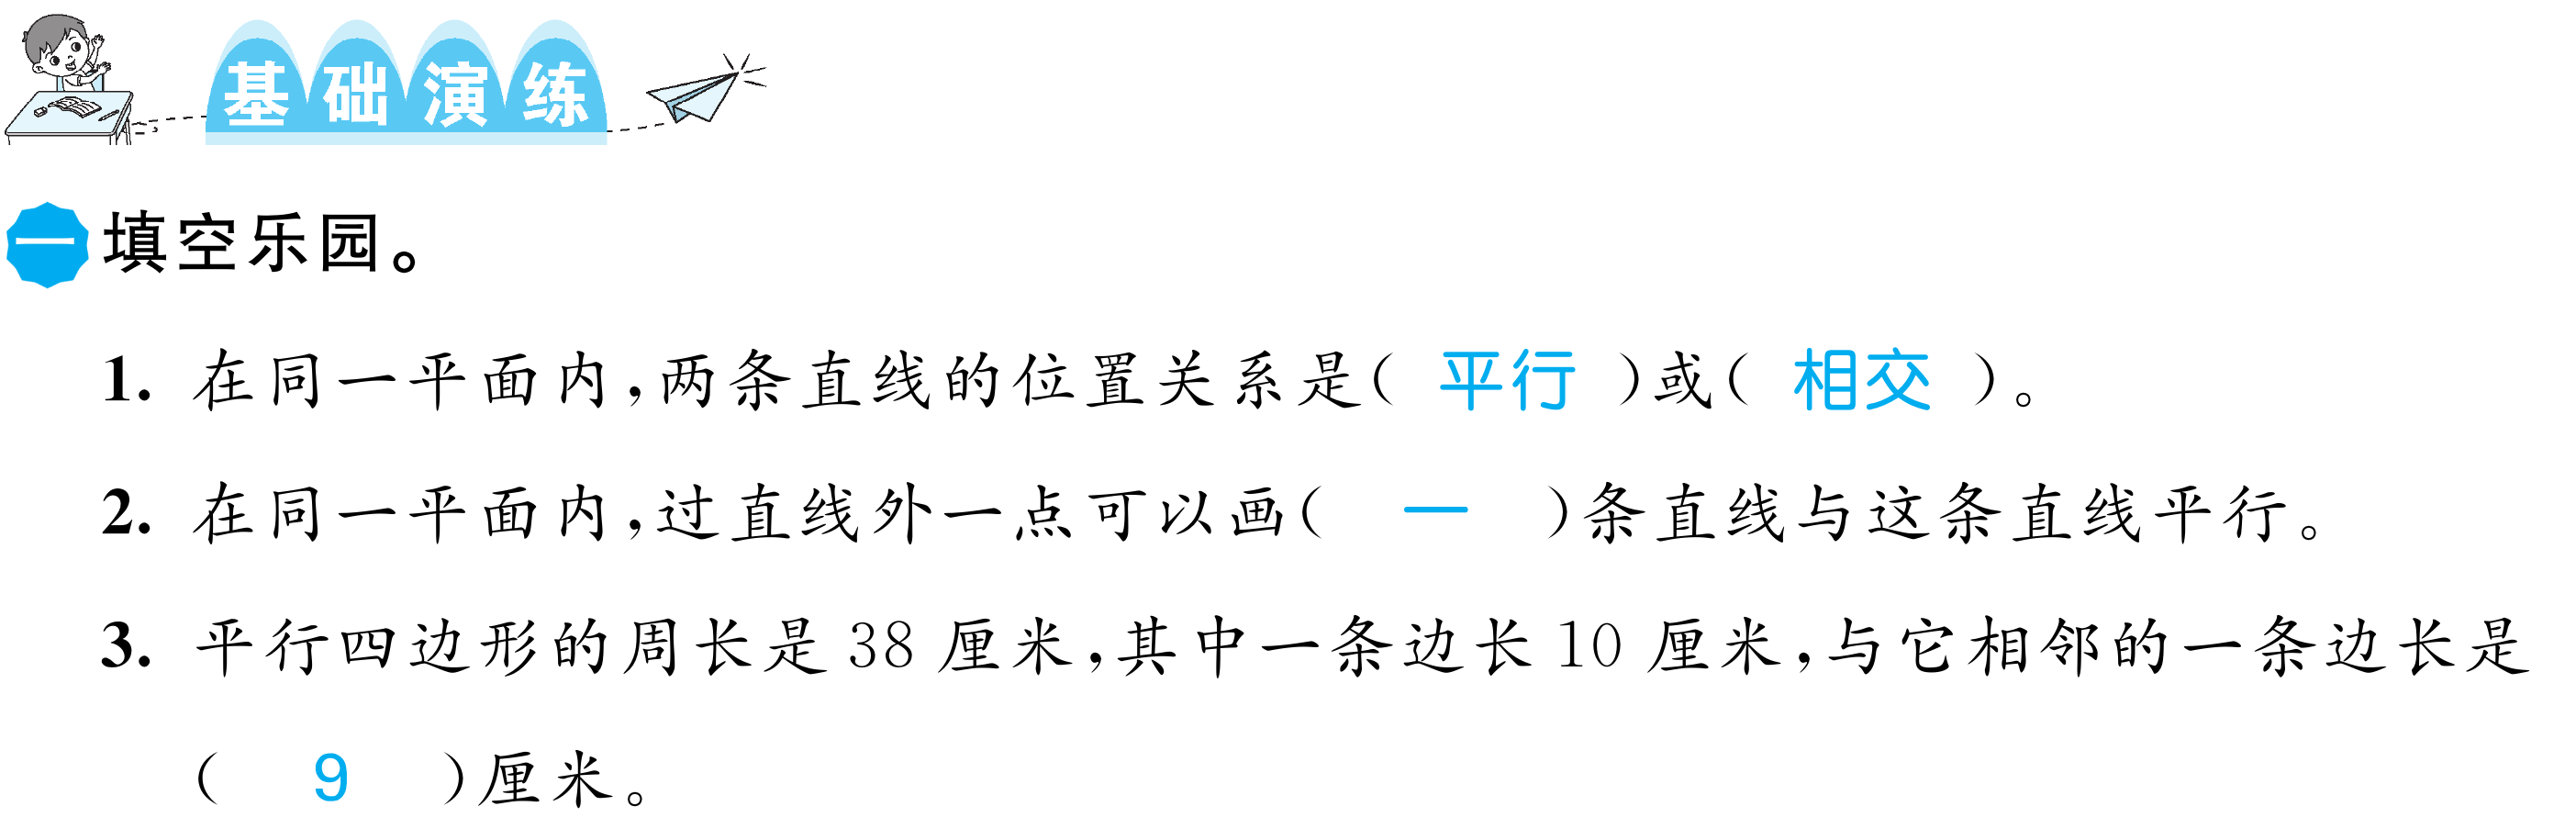 基础演练
一 填空乐园。
1. 在同一平面内,两条直线的位置关系是( 平行 )或( 相交 )。
2. 在同一平面内,过直线外一点可以画( 一 )条直线与这条直线平行。
3. 平行四边形的周长是 38 厘米,其中一条边长 10 厘米,与它相邻的一条边长是
( 9 )厘米。